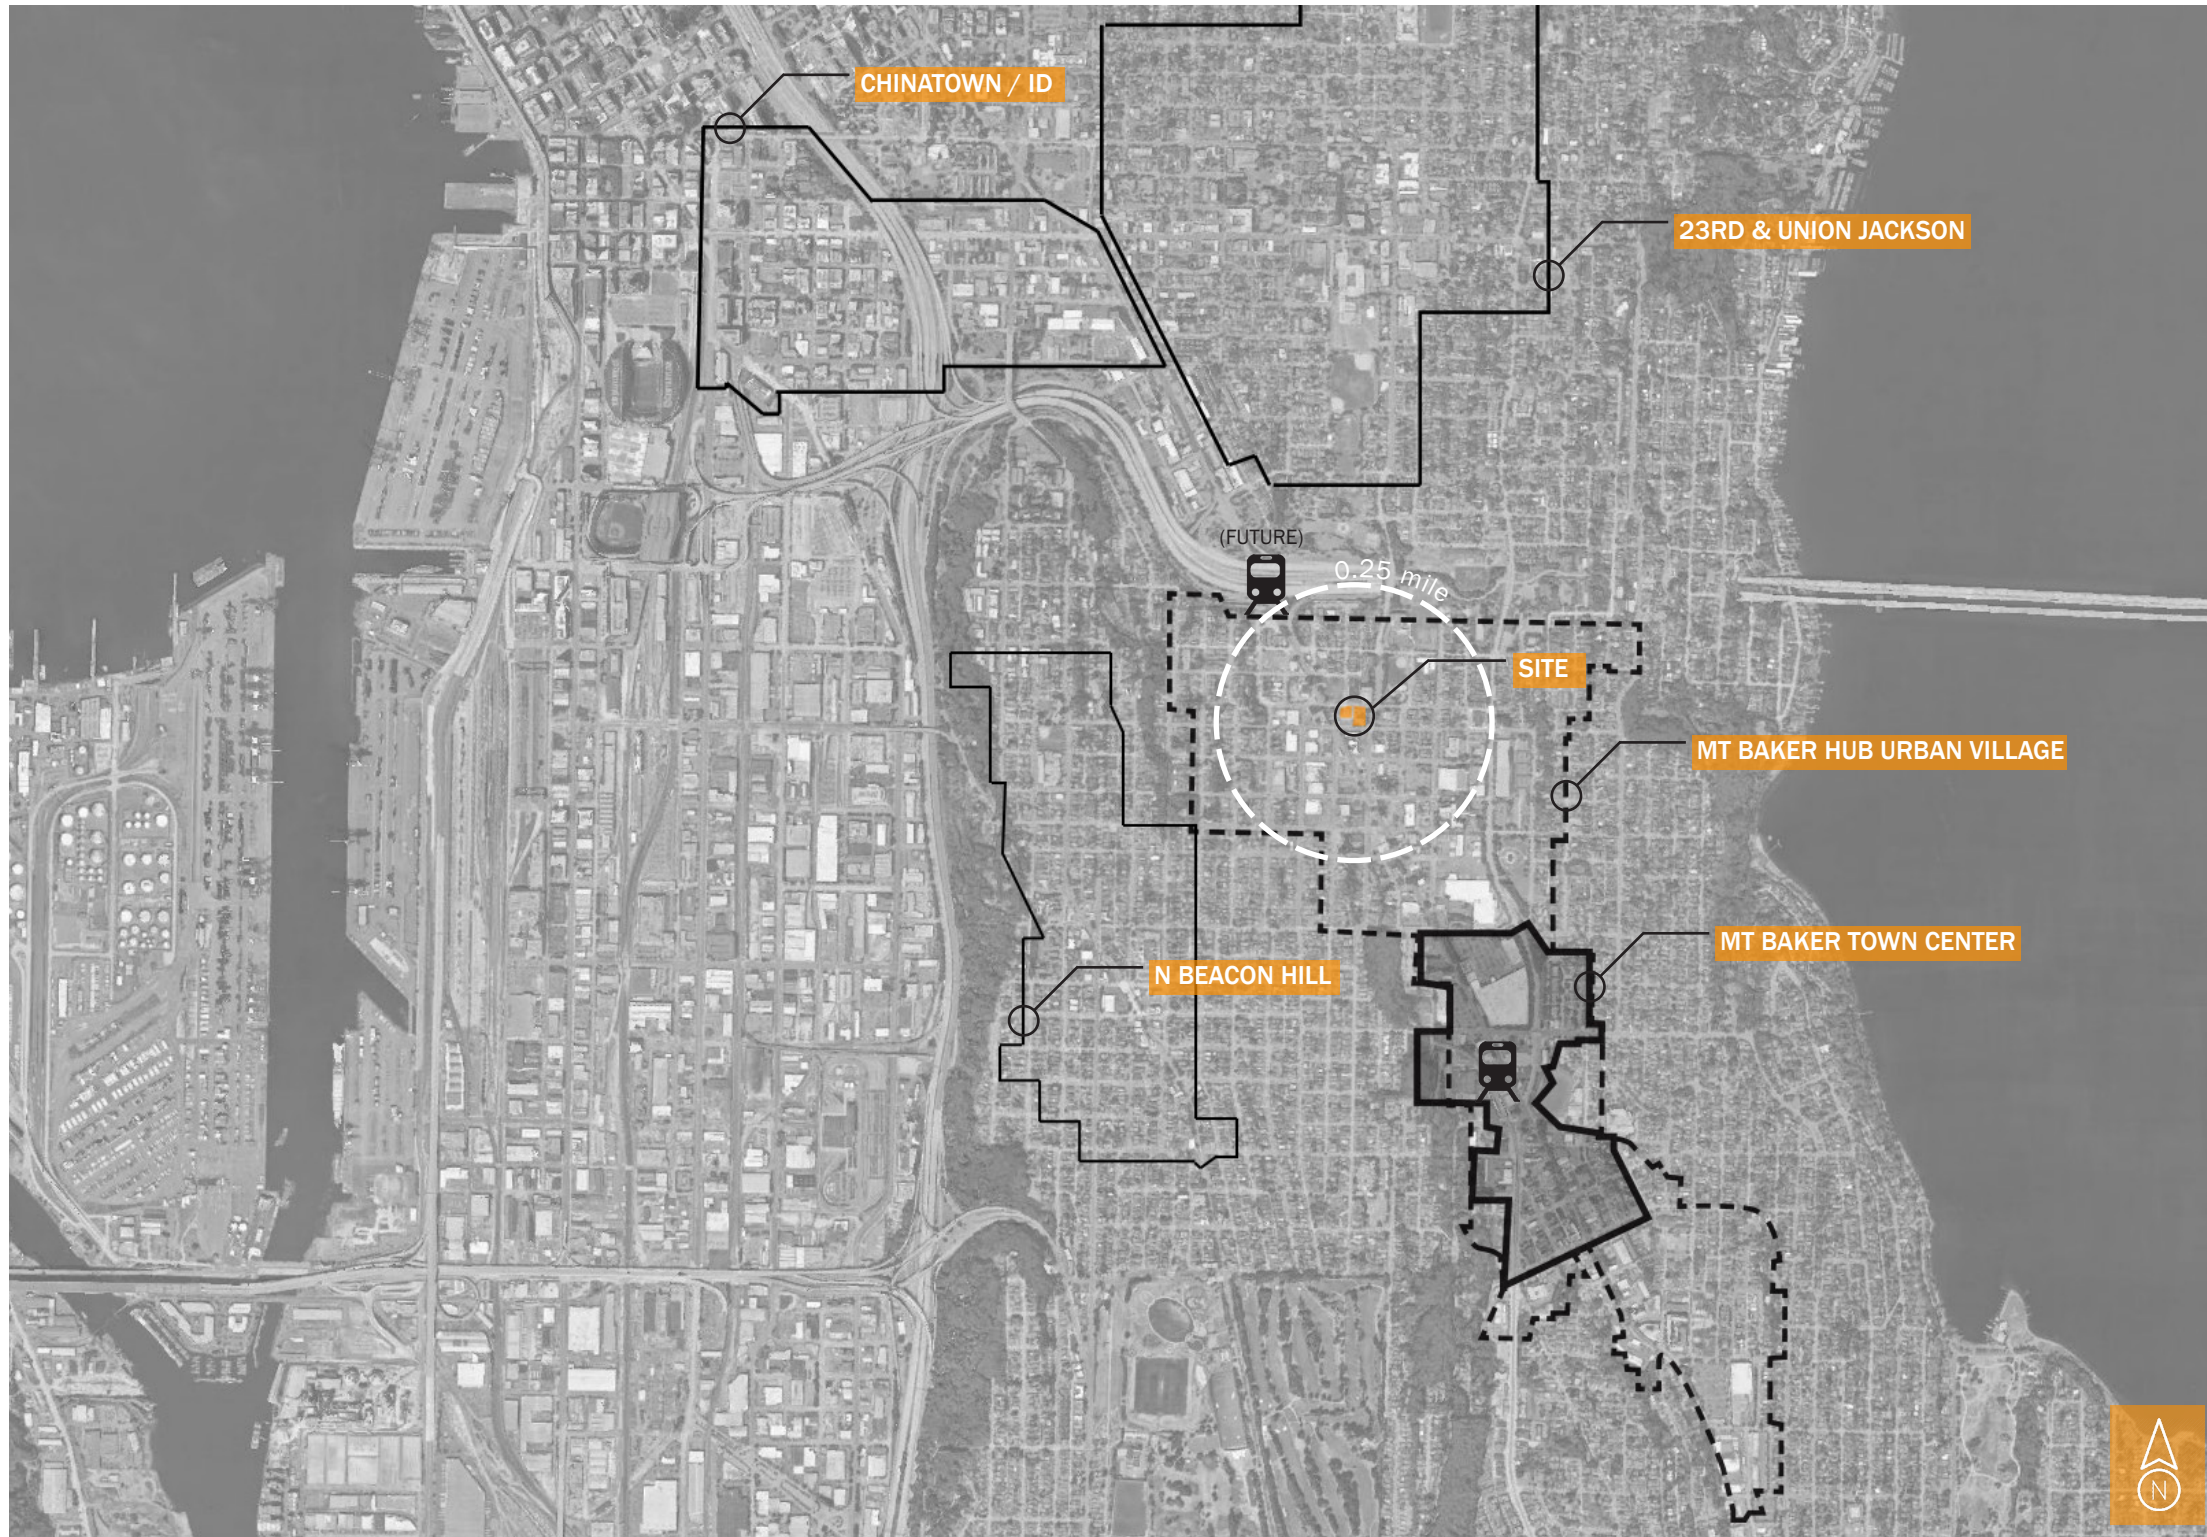 CHINATOWN / ID
23RD & UNION JACKSON
(FUTURE)
0.25 mile
SITE
MT BAKER HUB URBAN VILLAGE
MT BAKER TOWN CENTER
N BEACON HILL
N